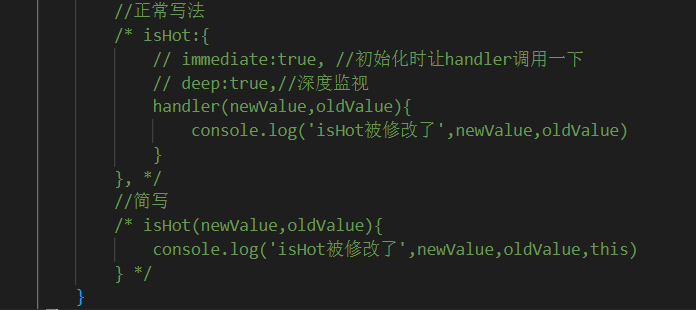 //正常写法
/* isHot:{
// immediate:true, //初始化时让handler调用一下
// deep:true,//深度监视
handler(newValue,oldValue){
console.log('isHot被修改了',newValue,oldValue)
}
}, */
//简写
/* isHot(newValue,oldValue){
console.log('isHot被修改了',newValue,oldValue,this)
} */
}